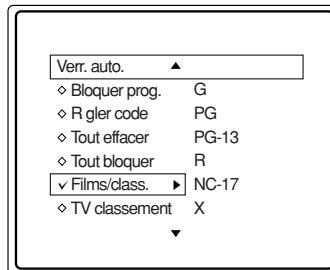 Verr. auto. ▲
◇ Bloquer prog. G
◇ R gler code PG
◇ Tout effacer PG-13
◇ Tout bloquer R
✓ Films/class. ▶ NC-17
◇ TV classement X
▼